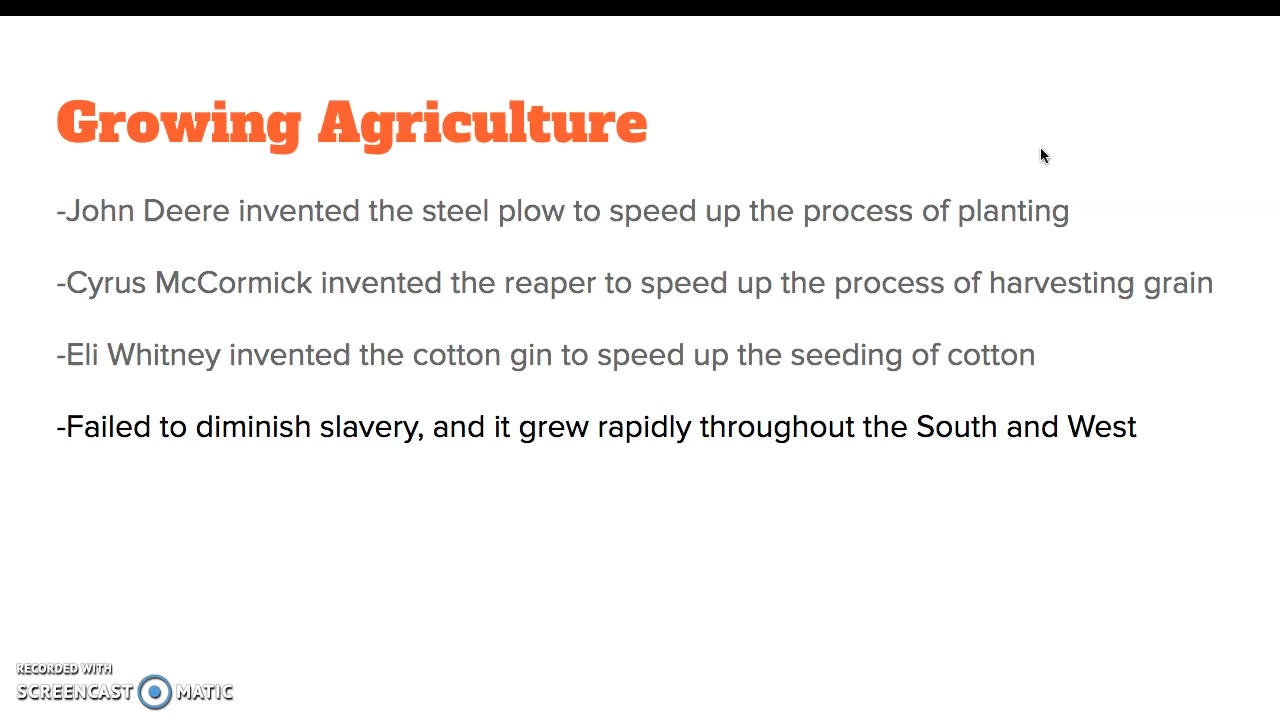 Growing Agriculture
-John Deere invented the steel plow to speed up the process of planting
-Cyrus McCormick invented the reaper to speed up the process of harvesting grain
-Eli Whitney invented the cotton gin to speed up the seeding of cotton
-Failed to diminish slavery, and it grew rapidly throughout the South and West
RECORDED WITH
SCREENCAST MATIC